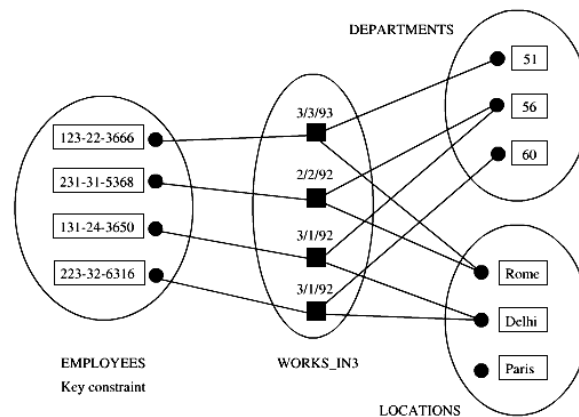 DEPARTMENTS
51
56
60
3/3/93
2/2/92
3/1/92
3/1/92
123-22-3666
231-31-5368
131-24-3650
223-32-6316
Rome
Delhi
Paris
EMPLOYEES
Key constraint
WORKS_IN3
LOCATIONS